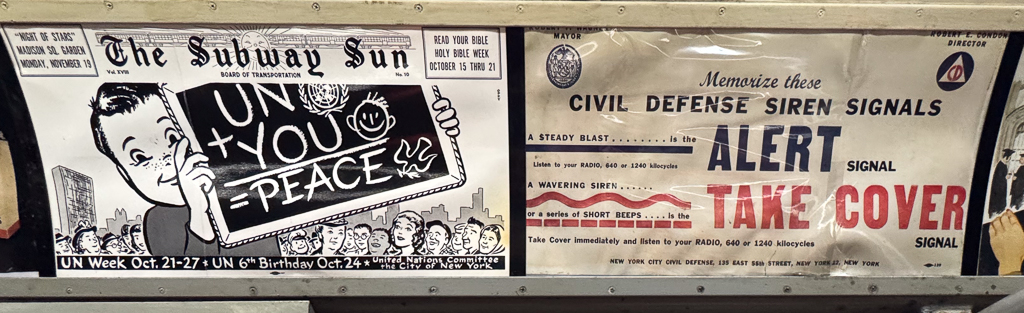 "NIGHT OF STARS"
MADISON SQ. GARDEN
MONDAY, NOVEMBER 19
The Subway Sun
Vol. XVIII
BOARD OF TRANSPORTATION
No. 10
READ YOUR BIBLE
HOLY BIBLE WEEK
OCTOBER 15 THRU 21
UN
+ YOU
= PEACE
UN Week Oct. 21-27 * UN 6th Birthday Oct. 24 * United Nations Committee
the City of New York
MAYOR
ROBERT E. CONDON
DIRECTOR
CD
Memorize these
CIVIL DEFENSE SIREN SIGNALS
A STEADY BLAST . . . . . . . . is the
ALERT
SIGNAL
Listen to your RADIO, 640 or 1240 kilocycles
A WAVERING SIREN . . . . . .
or a series of SHORT BEEPS . . . . is the
TAKE COVER
SIGNAL
Take Cover immediately and listen to your RADIO, 640 or 1240 kilocycles
NEW YORK CITY CIVIL DEFENSE, 135 EAST 55th STREET, NEW YORK 22, NEW YORK